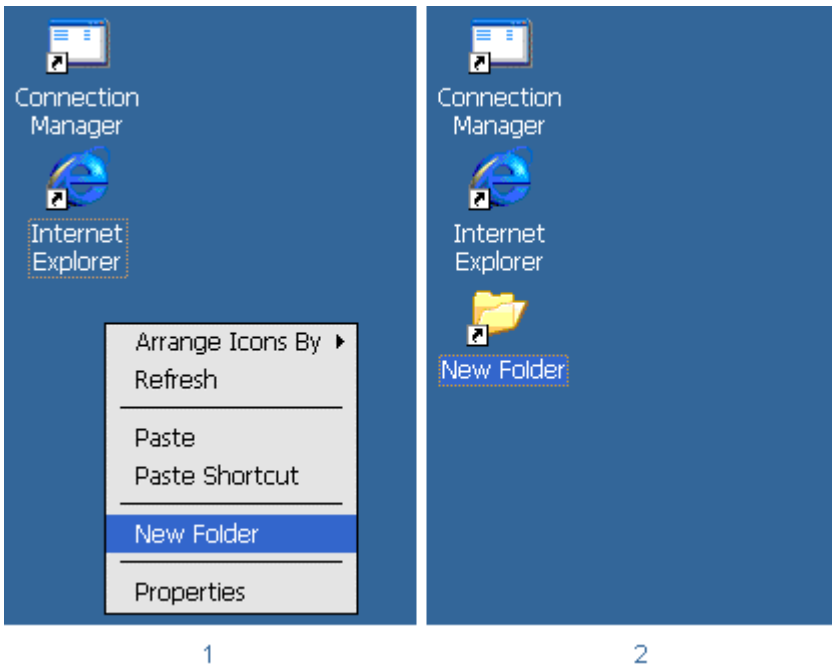 Connection
Manager
Internet
Explorer
Arrange Icons By
Refresh
Paste
Paste Shortcut
New Folder
Properties
1
Connection
Manager
Internet
Explorer
New Folder
2